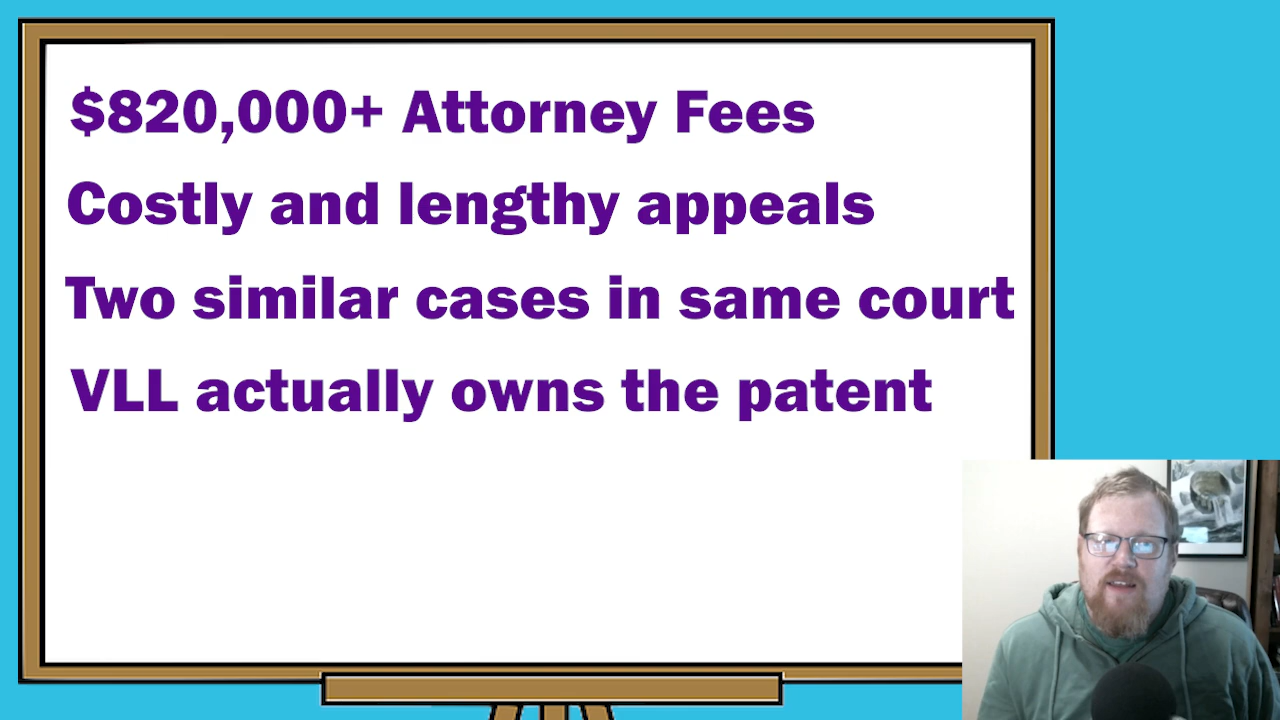 $820,000+ Attorney Fees
Costly and lengthy appeals
Two similar cases in same court
VLL actually owns the patent